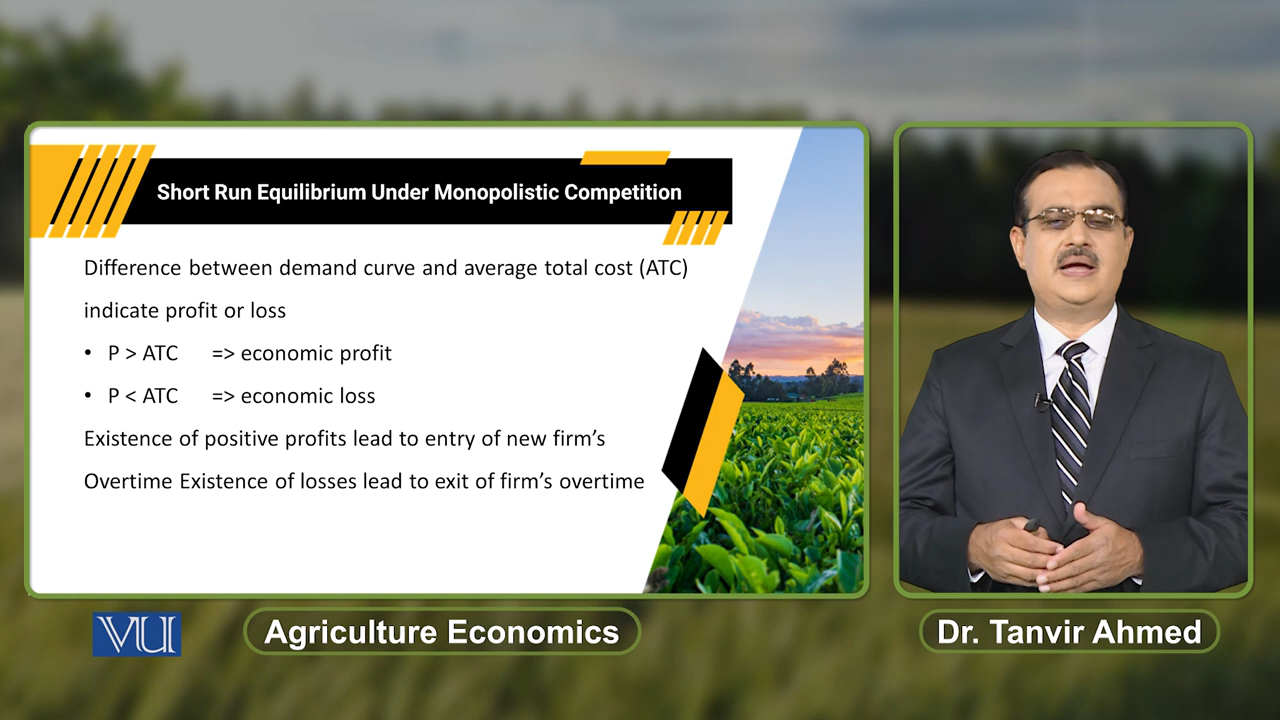 Short Run Equilibrium Under Monopolistic Competition
Difference between demand curve and average total cost (ATC)
indicate profit or loss
• P > ATC => economic profit
• P < ATC => economic loss
Existence of positive profits lead to entry of new firm’s
Overtime Existence of losses lead to exit of firm’s overtime
VU
Agriculture Economics
Dr. Tanvir Ahmed